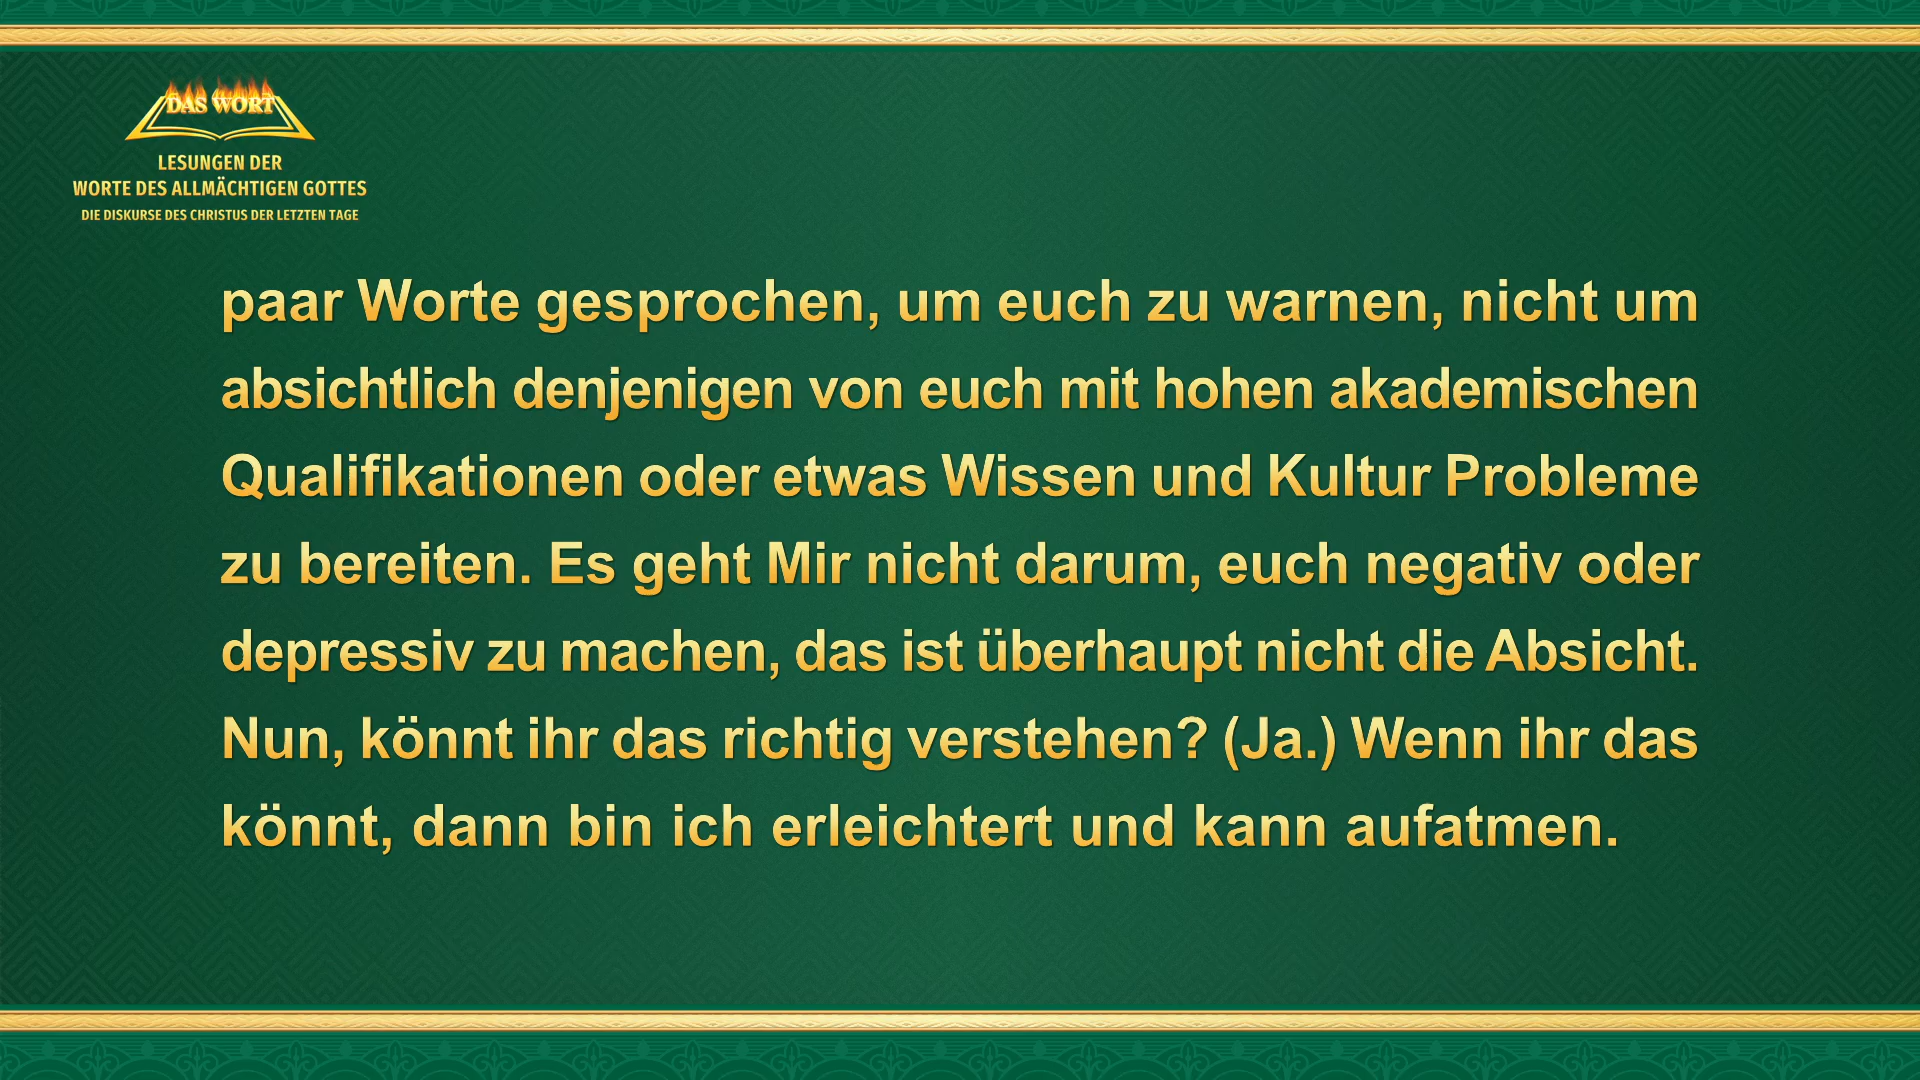 DAS WORT
LESUNGEN DER
WORTE DES ALLMÄCHTIGEN GOTTES
DIE DISKURSE DES CHRISTUS DER LETZTEN TAGE
paar Worte gesprochen, um euch zu warnen, nicht um
absichtlich denjenigen von euch mit hohen akademischen
Qualifikationen oder etwas Wissen und Kultur Probleme
zu bereiten. Es geht Mir nicht darum, euch negativ oder
depressiv zu machen, das ist überhaupt nicht die Absicht.
Nun, könnt ihr das richtig verstehen? (Ja.) Wenn ihr das
könnt, dann bin ich erleichtert und kann aufatmen.